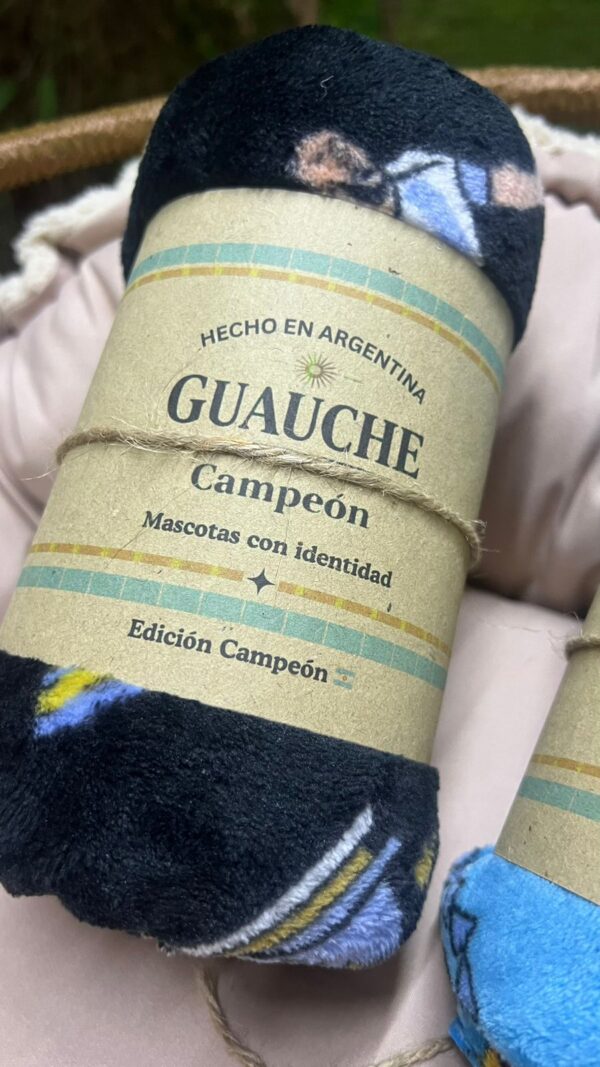 HECHO EN ARGENTINA
GUAUCHE
Campeón
Mascotas con identidad
Edición Campeón